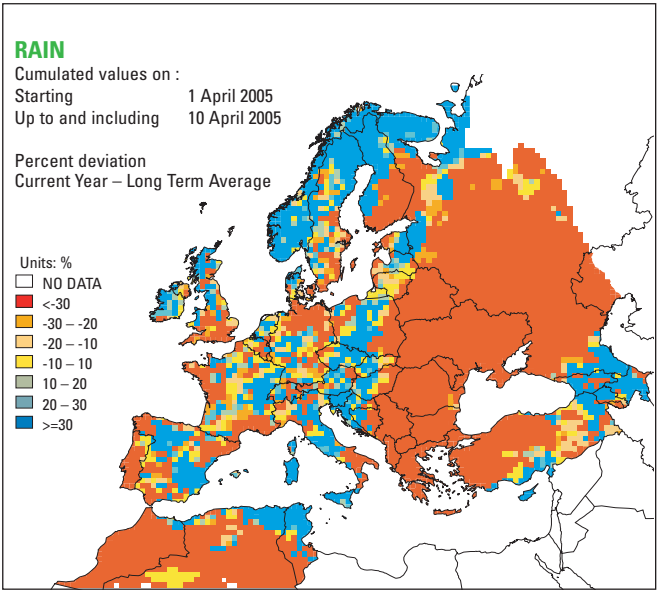 RAIN
Cumulated values on :
Starting 1 April 2005
Up to and including 10 April 2005
Percent deviation
Current Year – Long Term Average
Units: %
NO DATA
<-30
-30 – -20
-20 – -10
-10 – 10
10 – 20
20 – 30
>=30